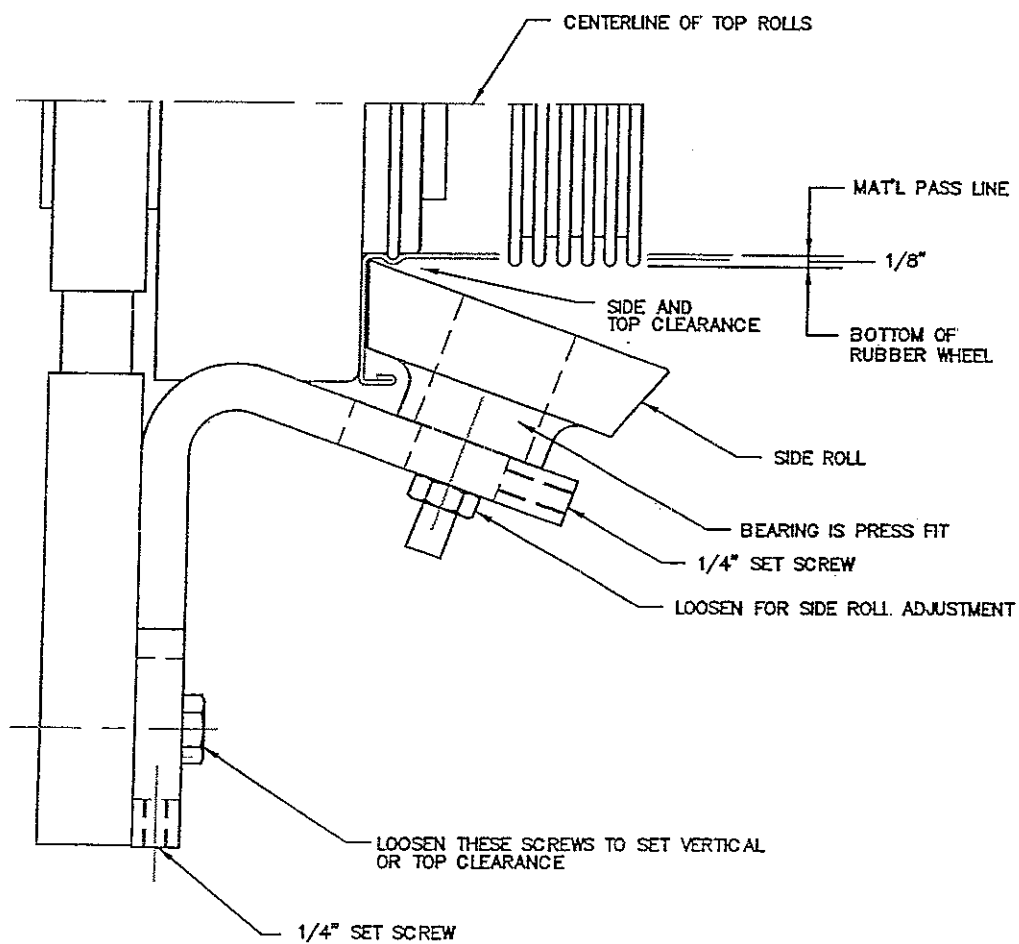 CENTERLINE OF TOP ROLLS
MAT'L PASS LINE
1/8"
SIDE AND
TOP CLEARANCE
BOTTOM OF
RUBBER WHEEL
SIDE ROLL
BEARING IS PRESS FIT
1/4" SET SCREW
LOOSEN FOR SIDE ROLL ADJUSTMENT
LOOSEN THESE SCREWS TO SET VERTICAL
OR TOP CLEARANCE
1/4" SET SCREW